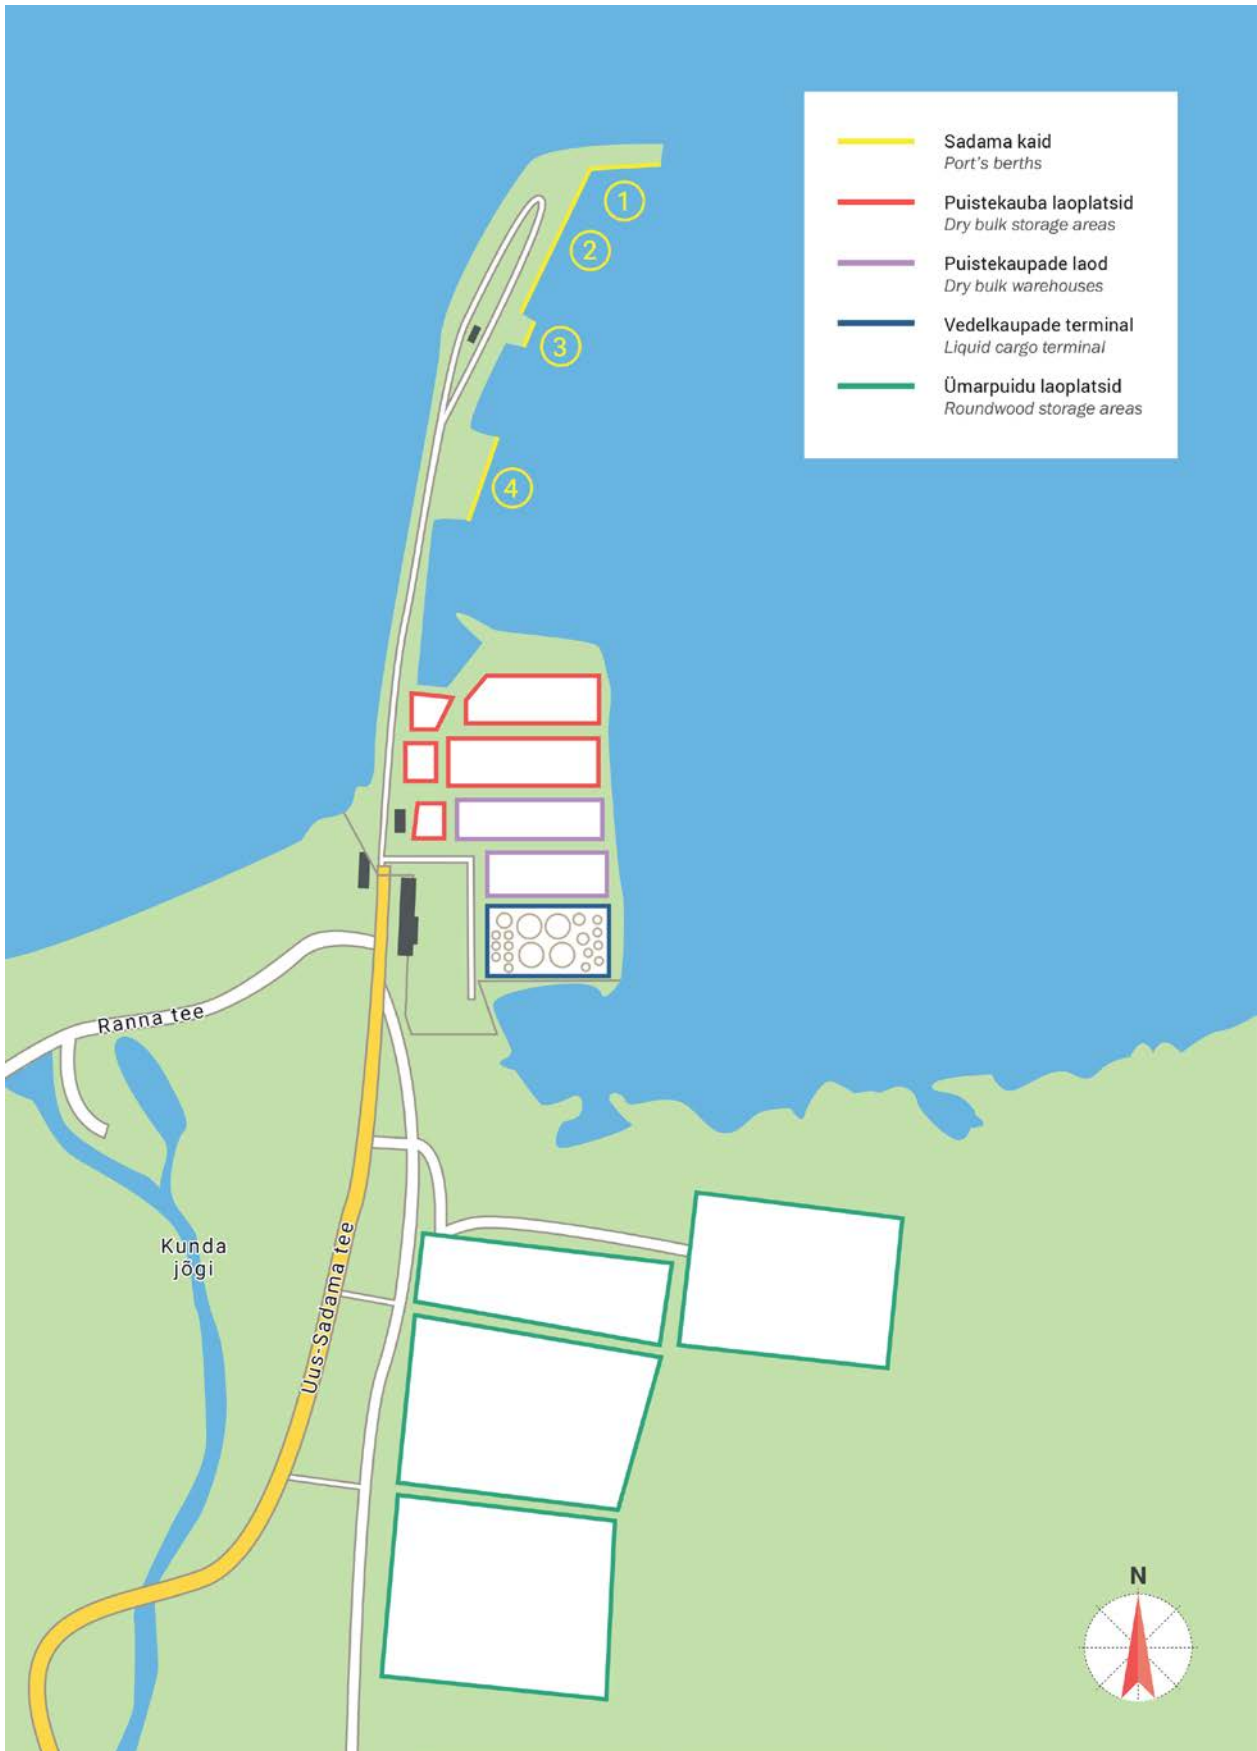 Sadama kaid
Port's berths
Puistekauba laoplatsid
Dry bulk storage areas
Puistekaupade laod
Dry bulk warehouses
Vedelkaupade terminal
Liquid cargo terminal
Ümarpuidu laoplatsid
Roundwood storage areas
1
2
3
4
Ranna tee
Kunda
jõgi
Uus-Sadama tee
N